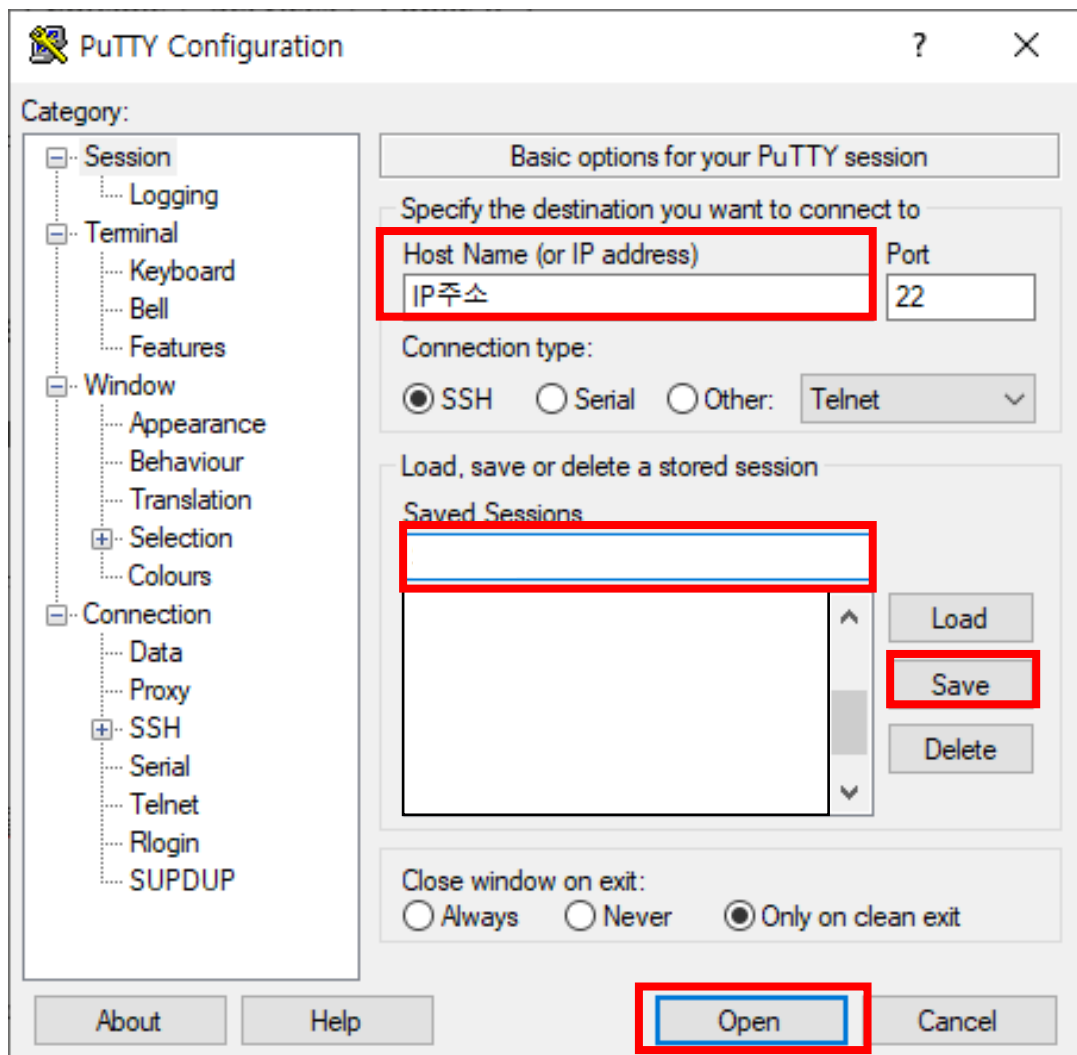 PuTTY Configuration
?
Category:
Session
Logging
Terminal
Keyboard
Bell
Features
Window
Appearance
Behaviour
Translation
Selection
Colours
Connection
Data
Proxy
SSH
Serial
Telnet
Rlogin
SUPDUP
Basic options for your PuTTY session
Specify the destination you want to connect to
Host Name (or IP address) Port
IP주소 22
Connection type:
SSH Serial Other: Telnet
Load, save or delete a stored session
Saved Sessions
Load
Save
Delete
Close window on exit:
Always Never Only on clean exit
About Help Open Cancel